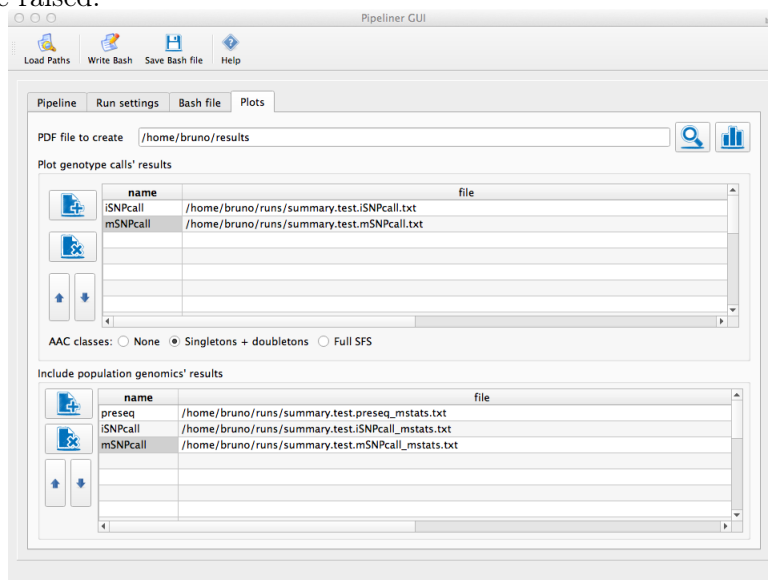 e raised.
Pipeliner GUI
Load Paths Write Bash Save Bash file Help
Pipeline Run settings Bash file Plots
PDF file to create /home/bruno/results
Plot genotype calls' results
name file
iSNPcall /home/bruno/runs/summary.test.iSNPcall.txt
mSNPcall /home/bruno/runs/summary.test.mSNPcall.txt
AAC classes: None Singletons + doubletons Full SFS
Include population genomics' results
name file
preseq /home/bruno/runs/summary.test.preseq_mstats.txt
iSNPcall /home/bruno/runs/summary.test.iSNPcall_mstats.txt
mSNPcall /home/bruno/runs/summary.test.mSNPcall_mstats.txt